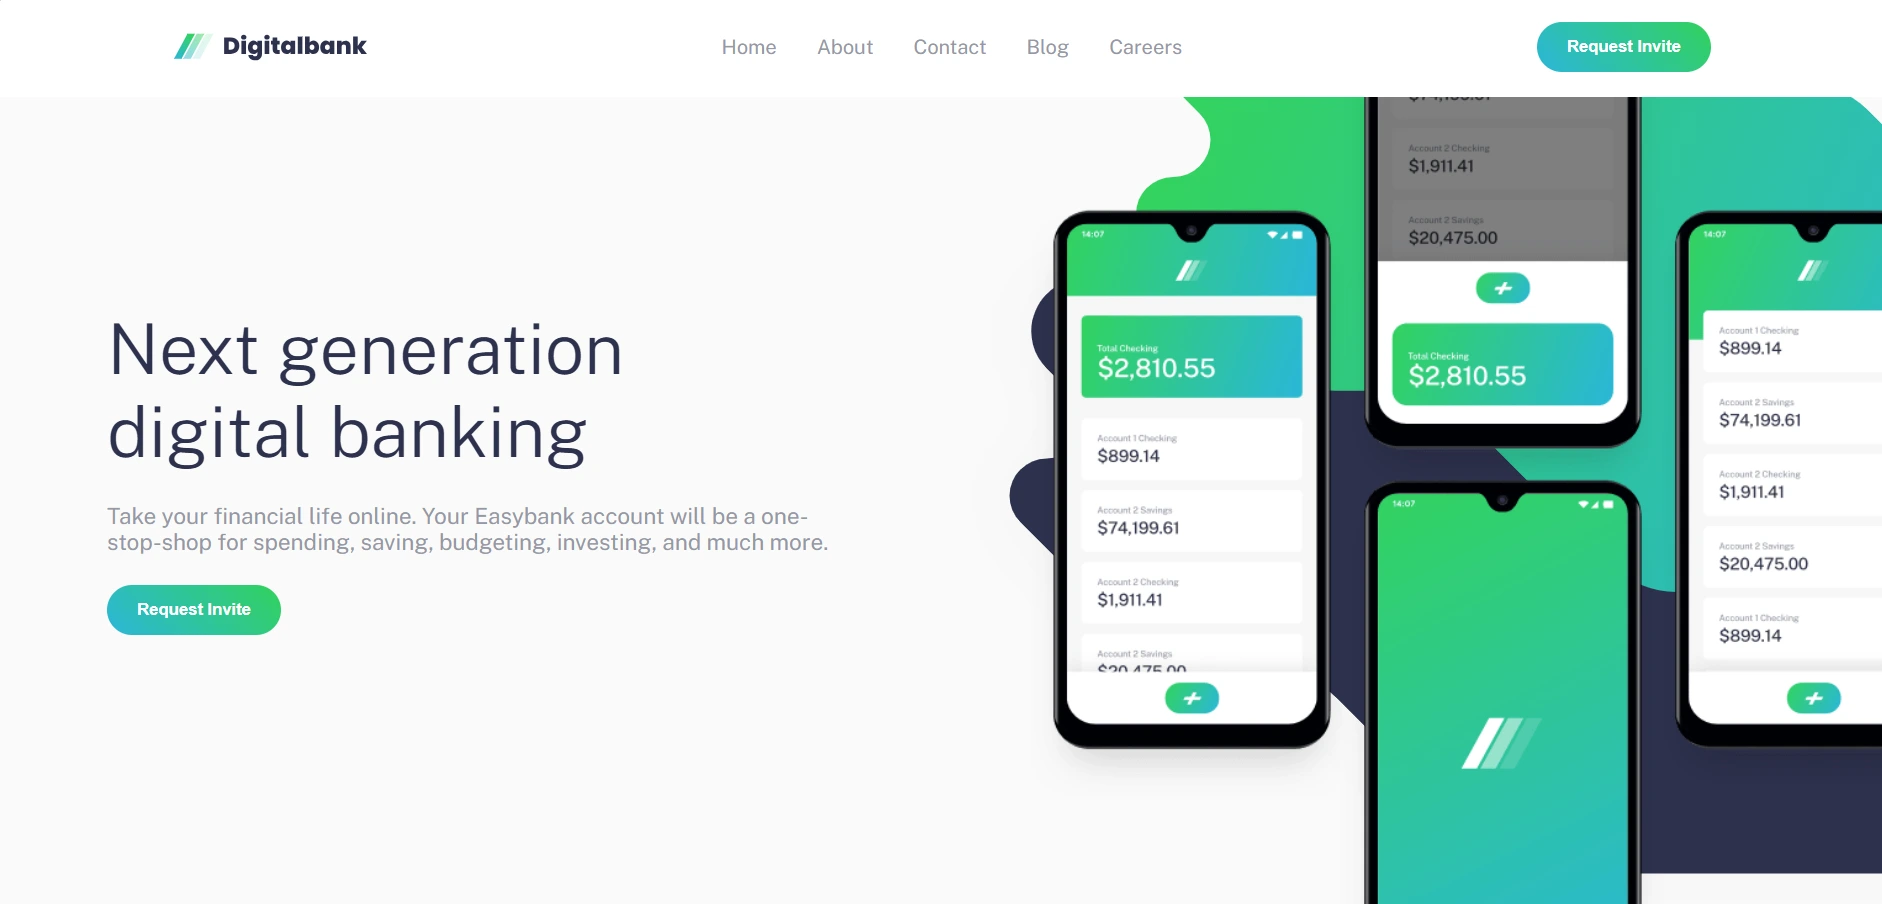 Digitalbank
Home About Contact Blog Careers
Request Invite
Next generation
digital banking
Take your financial life online. Your Easybank account will be a one-
stop-shop for spending, saving, budgeting, investing, and much more.
Request Invite
14:07
Total Checking
$2,810.55
Account 1 Checking
$899.14
Account 2 Savings
$74,199.61
Account 2 Checking
$1,911.41
Account 2 Savings
$20,475.00
Account 2 Checking
$1,911.41
Account 2 Savings
$20,475.00
Total Checking
$2,810.55
14:07
14:07
Account 1 Checking
$899.14
Account 2 Savings
$74,199.61
Account 2 Checking
$1,911.41
Account 2 Savings
$20,475.00
Account 1 Checking
$899.14